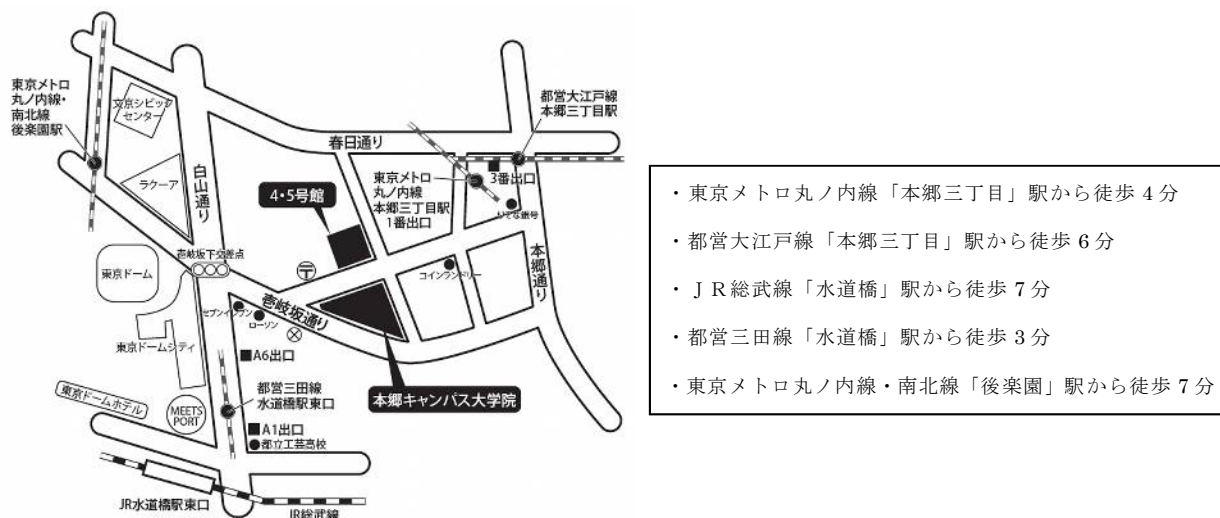 東京メトロ
丸ノ内線・
南北線
後楽園駅
文京シビック
センター
ラクーア
白山通り
春日通り
都営大江戸線
本郷三丁目駅
3番出口
東京メトロ
丸ノ内線
本郷三丁目駅
1番出口
りそな銀号
4・5号館
本郷通り
コインランドリー
壱岐坂下交差点
東京ドーム
壱岐坂通り
セブンイレブン
ローソン
東京ドームシティ
A6出口
都営三田線
水道橋駅東口
本郷キャンパス大学院
東京ドームホテル
MEETS
PORT
A1出口
都立工芸高校
JR水道橋駅東口
JR総武線
・東京メトロ丸ノ内線「本郷三丁目」駅から徒歩 4 分
・都営大江戸線「本郷三丁目」駅から徒歩 6 分
・ＪＲ総武線「水道橋」駅から徒歩 7 分
・都営三田線「水道橋」駅から徒歩 3 分
・東京メトロ丸ノ内線・南北線「後楽園」駅から徒歩 7 分